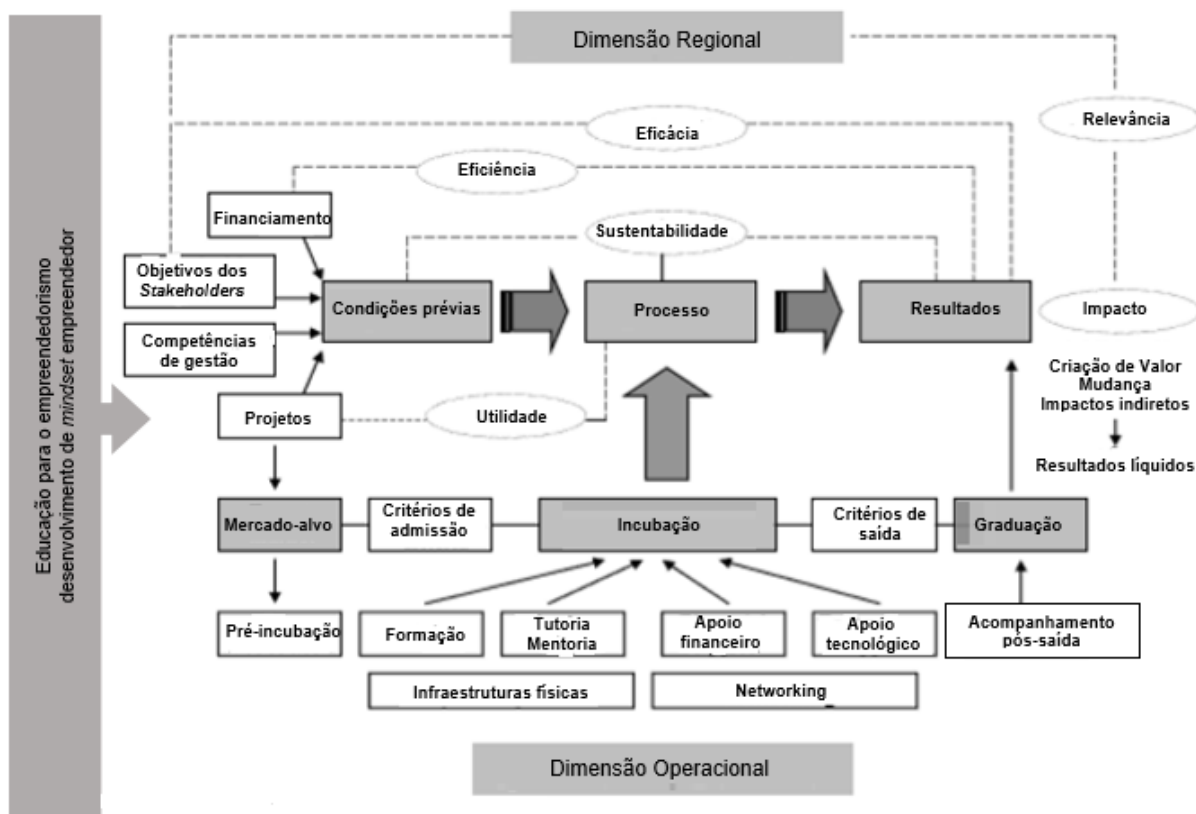 Educação para o empreendedorismo
desenvolvimento de mindset empreendedor
Dimensão Regional
Relevância
Eficácia
Eficiência
Financiamento
Sustentabilidade
Objetivos dos
Stakeholders
Condições prévias
Processo
Resultados
Impacto
Competências
de gestão
Criação de Valor
Mudança
Impactos indiretos
Projetos
Utilidade
Resultados líquidos
Mercado-alvo
Critérios de
admissão
Incubação
Critérios de
saída
Graduação
Pré-incubação
Formação
Tutoria
Mentoria
Apoio
financeiro
Apoio
tecnológico
Acompanhamento
pós-saída
Infraestruturas físicas
Networking
Dimensão Operacional